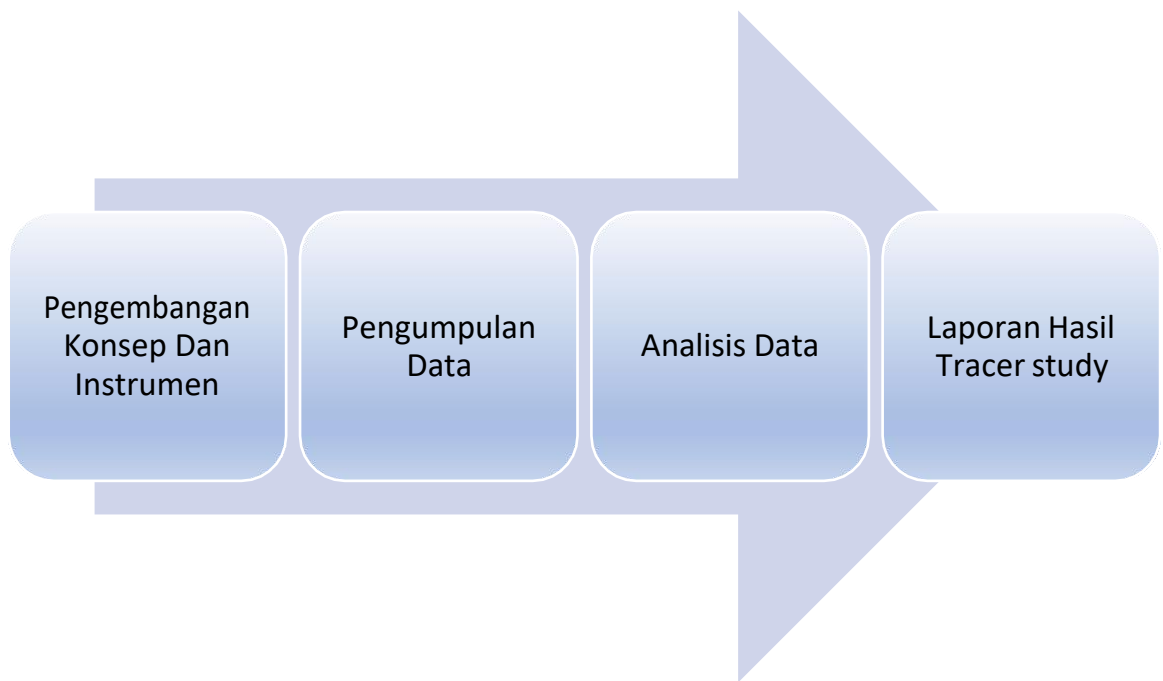 Pengembangan
Konsep Dan
Instrumen
Pengumpulan
Data
Analisis Data
Laporan Hasil
Tracer study